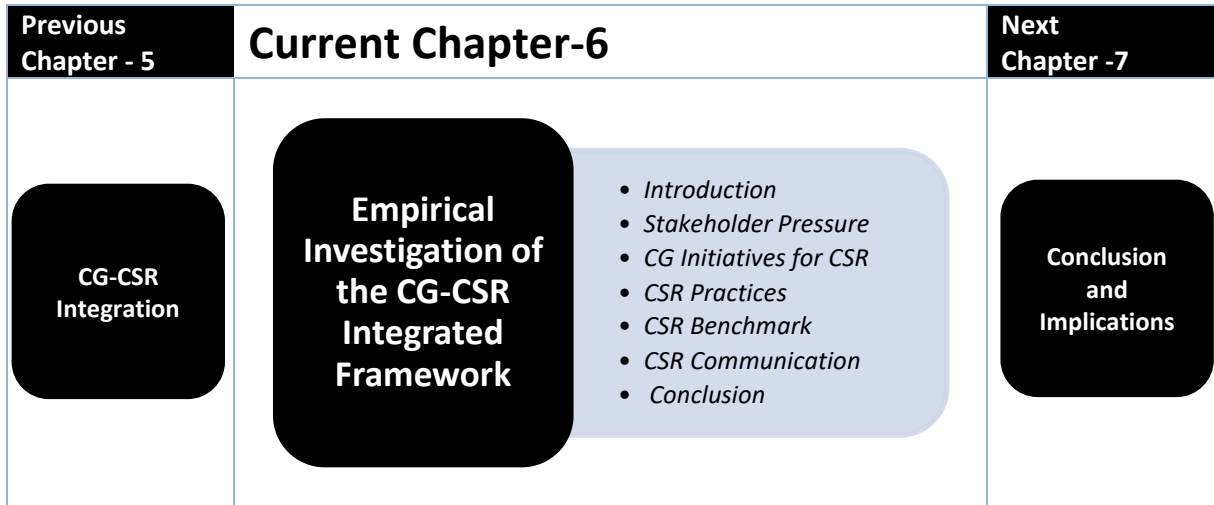 Previous
Chapter - 5
Current Chapter-6
Next
Chapter -7
CG-CSR
Integration
Empirical
Investigation of
the CG-CSR
Integrated
Framework
• Introduction
• Stakeholder Pressure
• CG Initiatives for CSR
• CSR Practices
• CSR Benchmark
• CSR Communication
• Conclusion
Conclusion
and
Implications